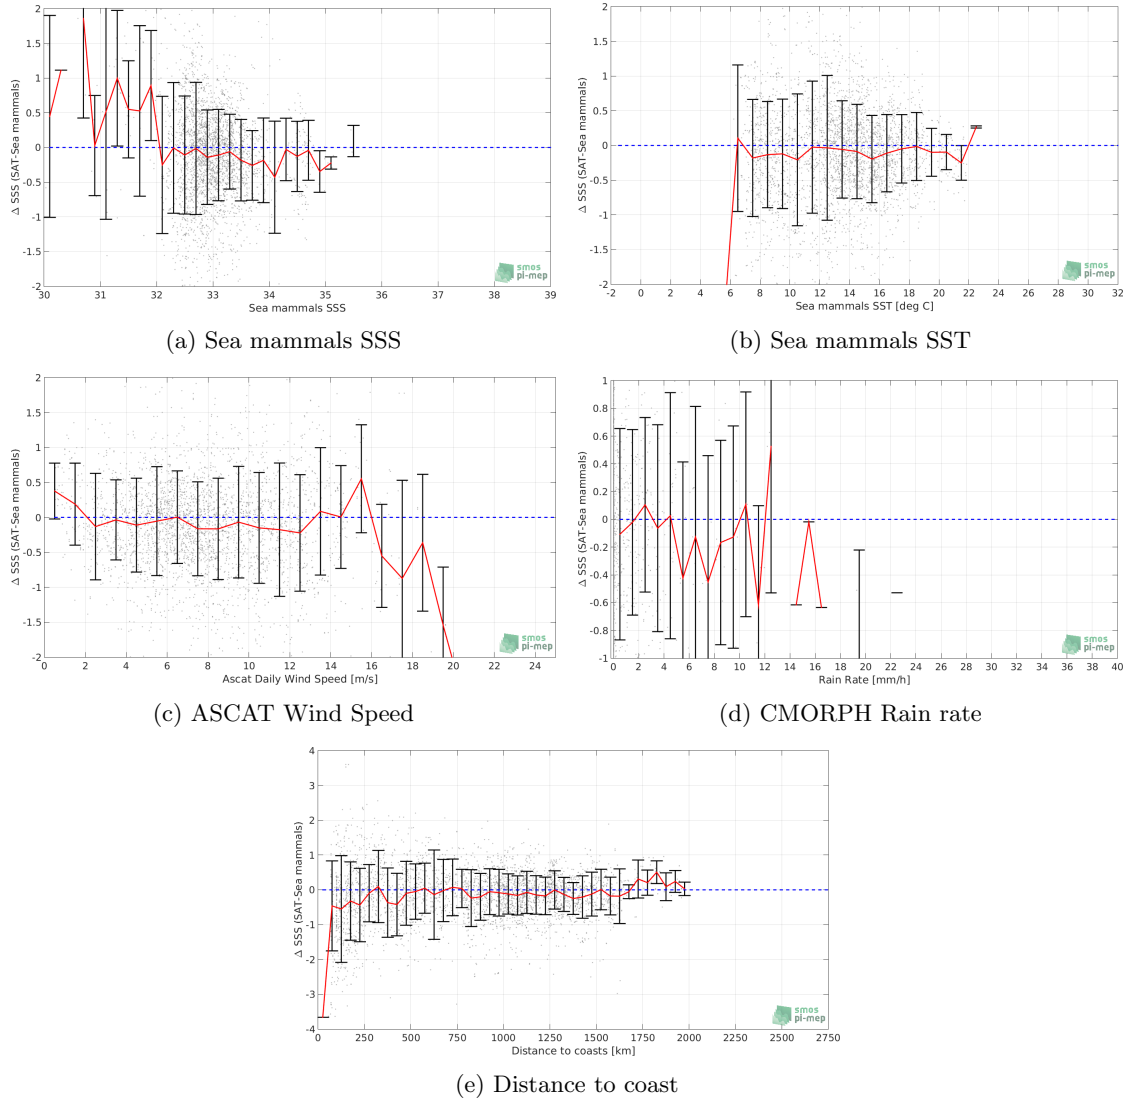 2
1.5
1
0.5
0
-0.5
-1
-1.5
-2
Δ SSS (SAT-Sea mammals)
30 31 32 33 34 35 36 37 38 39
Sea mammals SSS
smos
pi-mep
(a) Sea mammals SSS
2
1.5
1
0.5
0
-0.5
-1
-1.5
-2
Δ SSS (SAT-Sea mammals)
-2 0 2 4 6 8 10 12 14 16 18 20 22 24 26 28 30 32
Sea mammals SST [deg C]
smos
pi-mep
(b) Sea mammals SST
2
1.5
1
0.5
0
-0.5
-1
-1.5
-2
Δ SSS (SAT-Sea mammals)
0 2 4 6 8 10 12 14 16 18 20 22 24
Ascat Daily Wind Speed [m/s]
smos
pi-mep
(c) ASCAT Wind Speed
1
0.8
0.6
0.4
0.2
0
-0.2
-0.4
-0.6
-0.8
-1
Δ SSS (SAT-Sea mammals)
0 2 4 6 8 10 12 14 16 18 20 22 24 26 28 30 32 34 36 38 40
Rain Rate [mm/h]
smos
pi-mep
(d) CMORPH Rain rate
4
3
2
1
0
-1
-2
-3
-4
Δ SSS (SAT-Sea mammals)
0 250 500 750 1000 1250 1500 1750 2000 2250 2500 2750
Distance to coasts [km]
smos
pi-mep
(e) Distance to coast